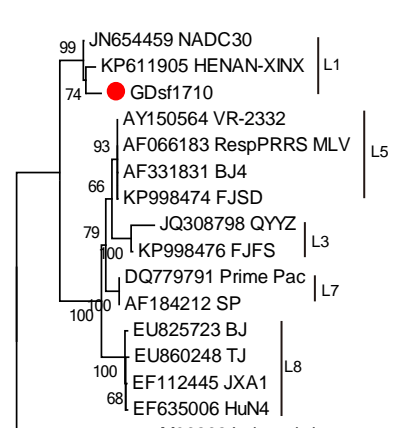 99
JN654459 NADC30
KP611905 HENAN-XINX
L1
74
GDsf1710
AY150564 VR-2332
93
AF066183 RespPRRS MLV
L5
AF331831 BJ4
66
KP998474 FJSD
JQ308798 QYYZ
79
L3
100
KP998476 FJFS
DQ779791 Prime Pac
L7
100
AF184212 SP
100
EU825723 BJ
EU860248 TJ
L8
100
EF112445 JXA1
68
EF635006 HuN4